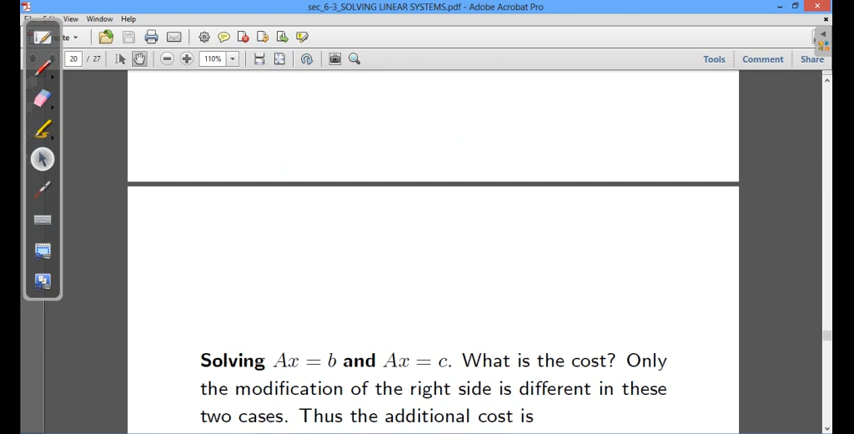 sec_6-3_SOLVING LINEAR SYSTEMS.pdf - Adobe Acrobat Pro
View Window Help
20 / 27 110% Tools Comment Share
Solving Ax = b and Ax = c. What is the cost? Only
the modification of the right side is different in these
two cases. Thus the additional cost is